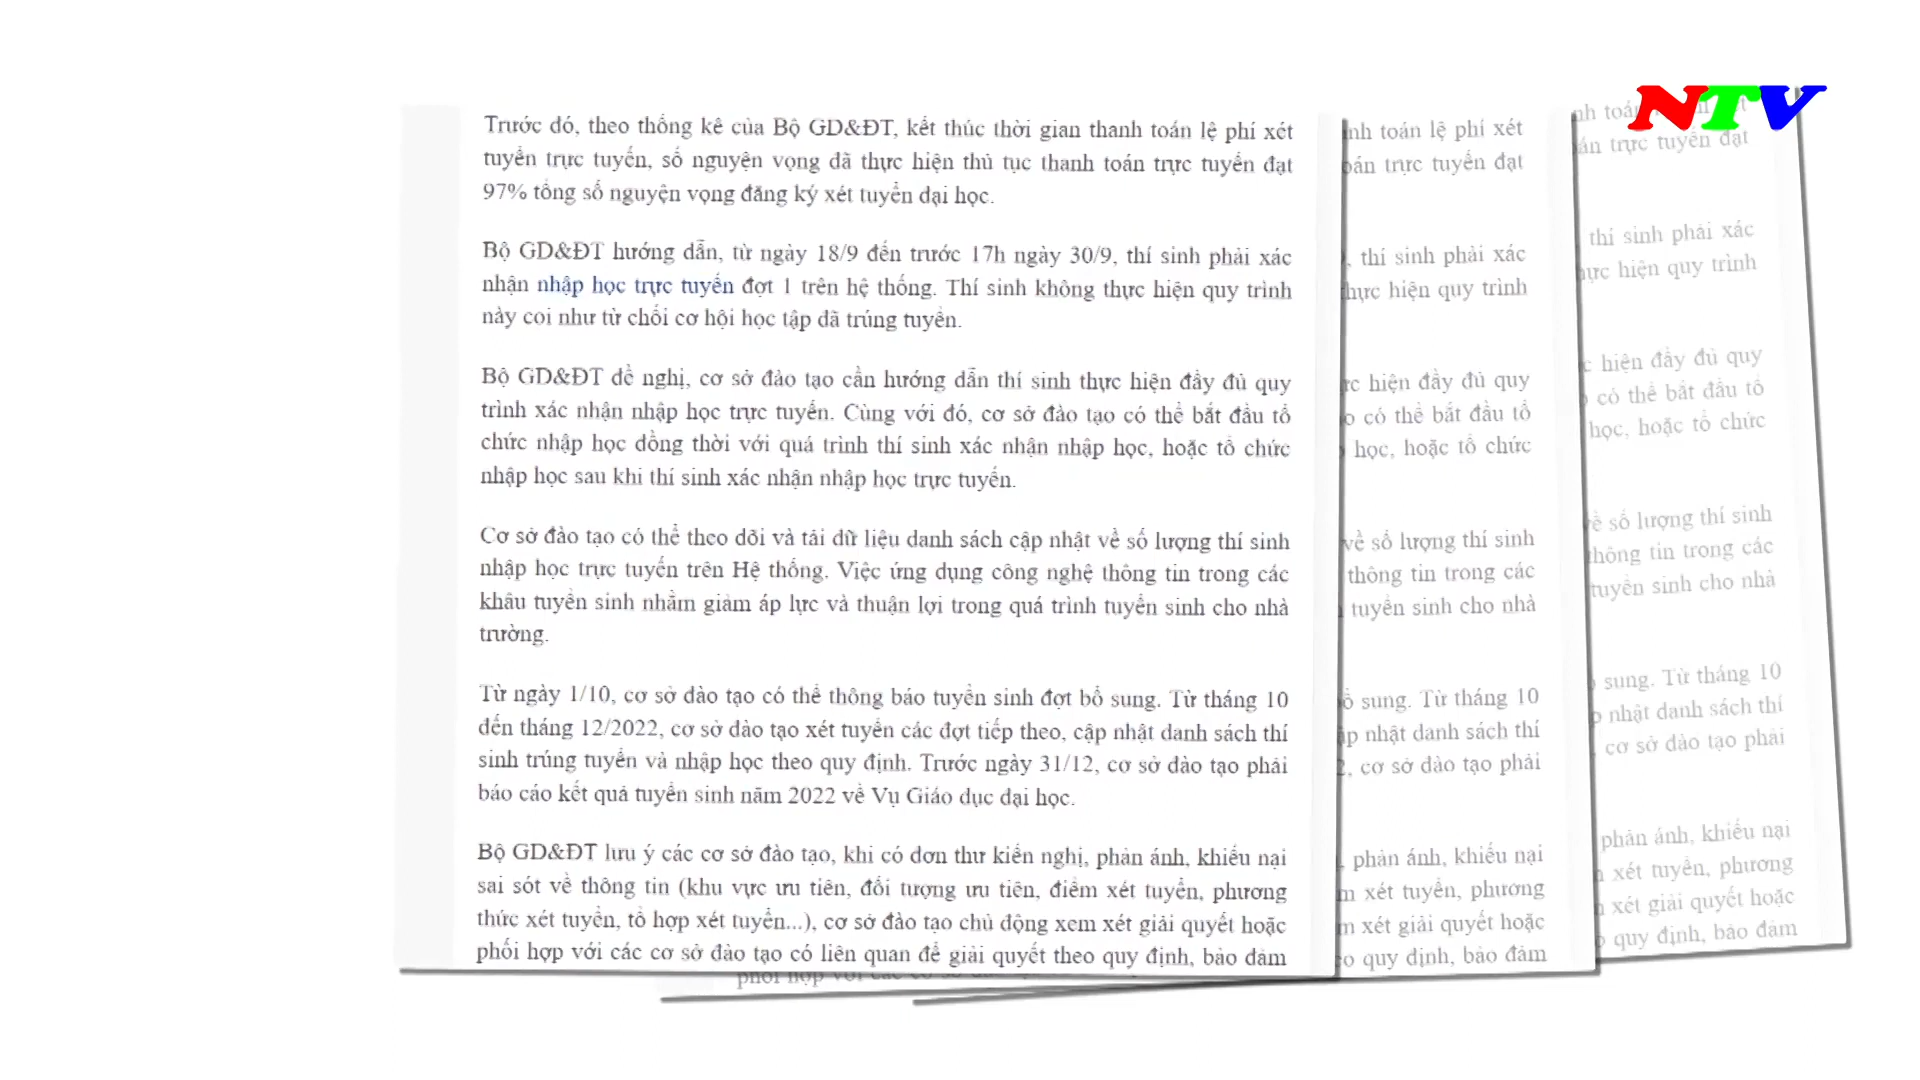 NTV
Trước đó, theo thống kê của Bộ GD&ĐT, kết thúc thời gian thanh toán lệ phí xét
tuyển trực tuyến, số nguyện vọng đã thực hiện thủ tục thanh toán trực tuyến đạt
97% tổng số nguyện vọng đăng ký xét tuyển đại học.
Bộ GD&ĐT hướng dẫn, từ ngày 18/9 đến trước 17h ngày 30/9, thí sinh phải xác
nhận nhập học trực tuyến đợt 1 trên hệ thống. Thí sinh không thực hiện quy trình
này coi như từ chối cơ hội học tập đã trúng tuyển.
Bộ GD&ĐT đề nghị, cơ sở đào tạo cần hướng dẫn thí sinh thực hiện đầy đủ quy
trình xác nhận nhập học trực tuyến. Cùng với đó, cơ sở đào tạo có thể bắt đầu tổ
chức nhập học đồng thời với quá trình thí sinh xác nhận nhập học, hoặc tổ chức
nhập học sau khi thí sinh xác nhận nhập học trực tuyến.
Cơ sở đào tạo có thể theo dõi và tải dữ liệu danh sách cập nhật về số lượng thí sinh
nhập học trực tuyến trên Hệ thống. Việc ứng dụng công nghệ thông tin trong các
khâu tuyển sinh nhằm giảm áp lực và thuận lợi trong quá trình tuyển sinh cho nhà
trường.
Từ ngày 1/10, cơ sở đào tạo có thể thông báo tuyển sinh đợt bổ sung. Từ tháng 10
đến tháng 12/2022, cơ sở đào tạo xét tuyển các đợt tiếp theo, cập nhật danh sách thí
sinh trúng tuyển và nhập học theo quy định. Trước ngày 31/12, cơ sở đào tạo phải
báo cáo kết quả tuyển sinh năm 2022 về Vụ Giáo dục đại học.
Bộ GD&ĐT lưu ý các cơ sở đào tạo, khi có đơn thư kiến nghị, phản ánh, khiếu nại
sai sót về thông tin (khu vực ưu tiên, đối tượng ưu tiên, điểm xét tuyển, phương
thức xét tuyển, tổ hợp xét tuyển...), cơ sở đào tạo chủ động xem xét giải quyết hoặc
phối hợp với các cơ sở đào tạo có liên quan để giải quyết theo quy định, bảo đảm